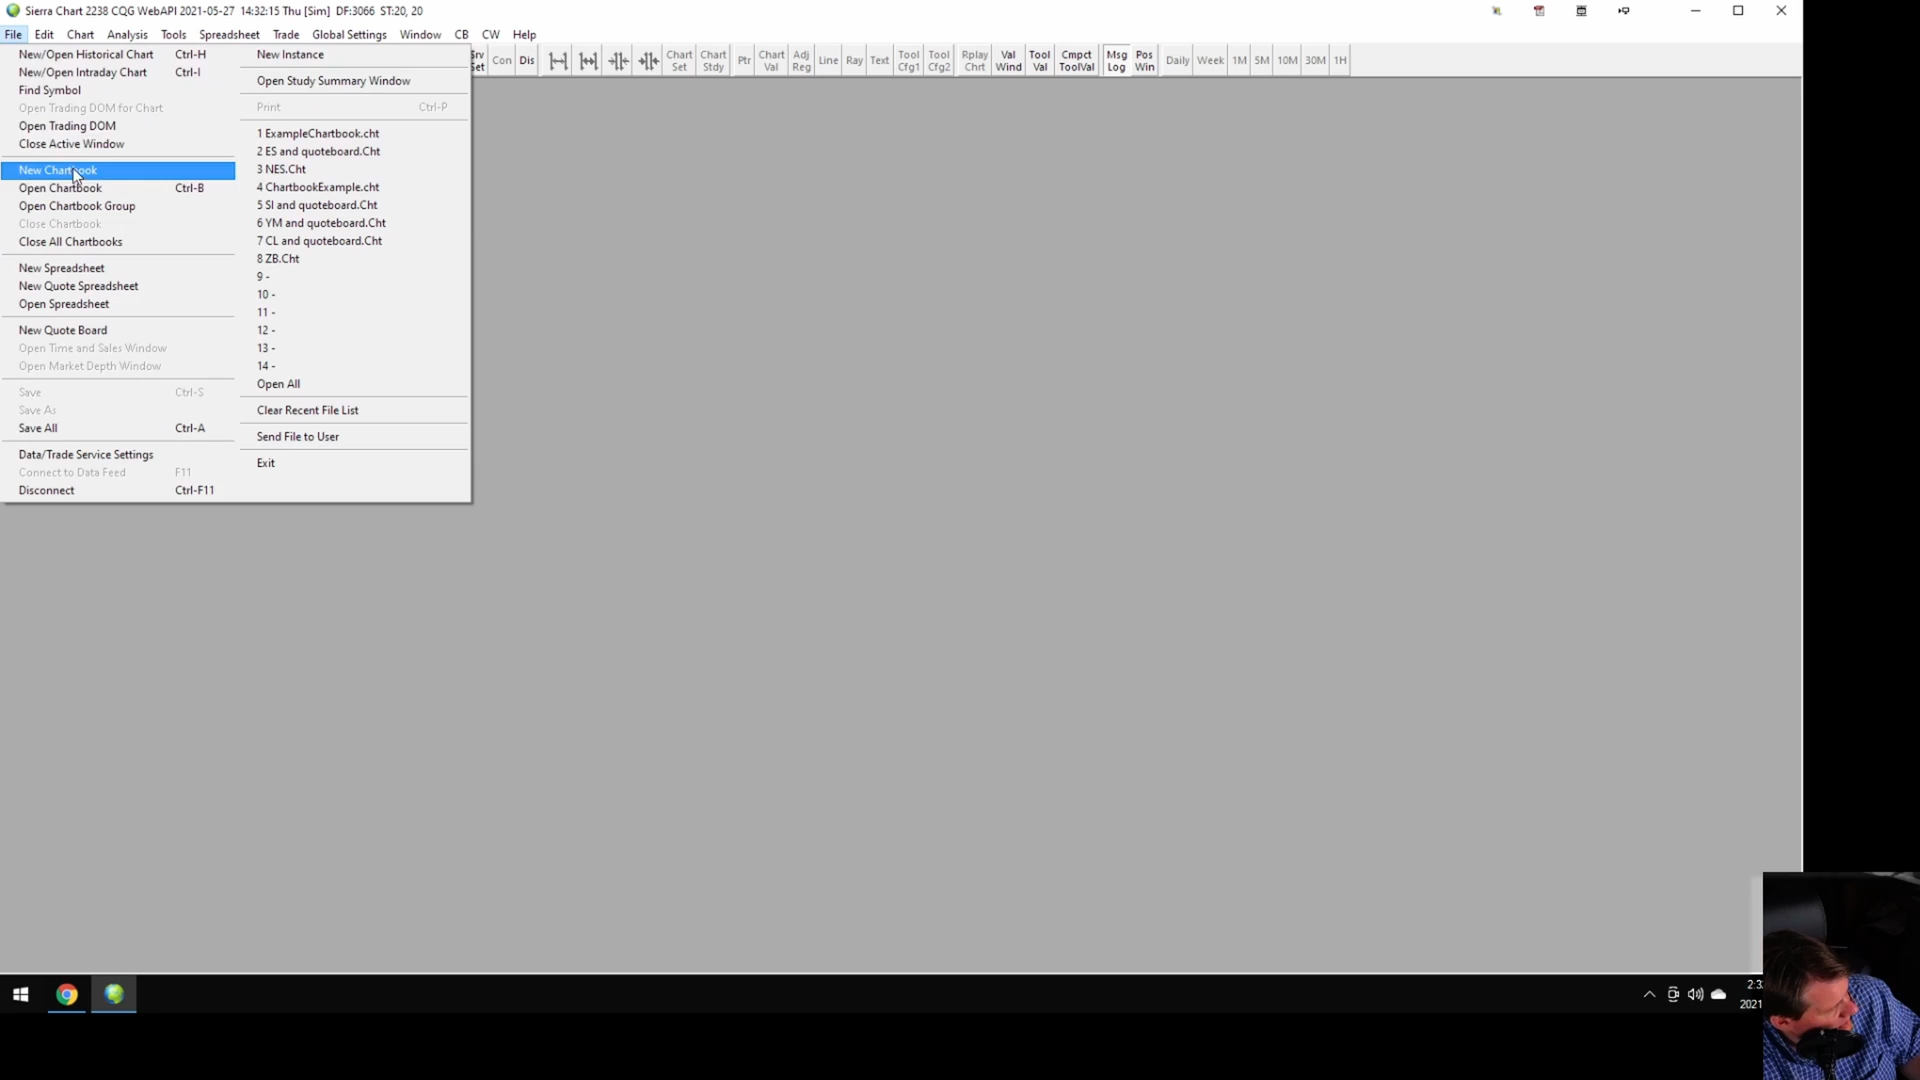 Sierra Chart 2238 CQG WebAPI 2021-05-27 14:32:15 Thu [Sim] DF:3066 ST:20, 20
File Edit Chart Analysis Tools Spreadsheet Trade Global Settings Window CB CW Help
Srv Set Con Dis Chart Set Chart Stdy Ptr Chart Val Adj Reg Line Ray Text Tool Cfg1 Tool Cfg2 Rplay Chrt Val Wind Tool Val Cmpct ToolVal Msg Log Pos Win Daily Week 1M 5M 10M 30M 1H
New/Open Historical Chart Ctrl-H
New/Open Intraday Chart Ctrl-I
Find Symbol
Open Trading DOM for Chart
Open Trading DOM
Close Active Window
New Chartbook
Open Chartbook Ctrl-B
Open Chartbook Group
Close Chartbook
Close All Chartbooks
New Spreadsheet
New Quote Spreadsheet
Open Spreadsheet
New Quote Board
Open Time and Sales Window
Open Market Depth Window
Save Ctrl-S
Save As
Save All Ctrl-A
Data/Trade Service Settings
Connect to Data Feed F11
Disconnect Ctrl-F11
New Instance
Open Study Summary Window
Print Ctrl-P
1 ExampleChartbook.cht
2 ES and quoteboard.Cht
3 NES.Cht
4 ChartbookExample.cht
5 SI and quoteboard.Cht
6 YM and quoteboard.Cht
7 CL and quoteboard.Cht
8 ZB.Cht
9 -
10 -
11 -
12 -
13 -
14 -
Open All
Clear Recent File List
Send File to User
Exit
2021